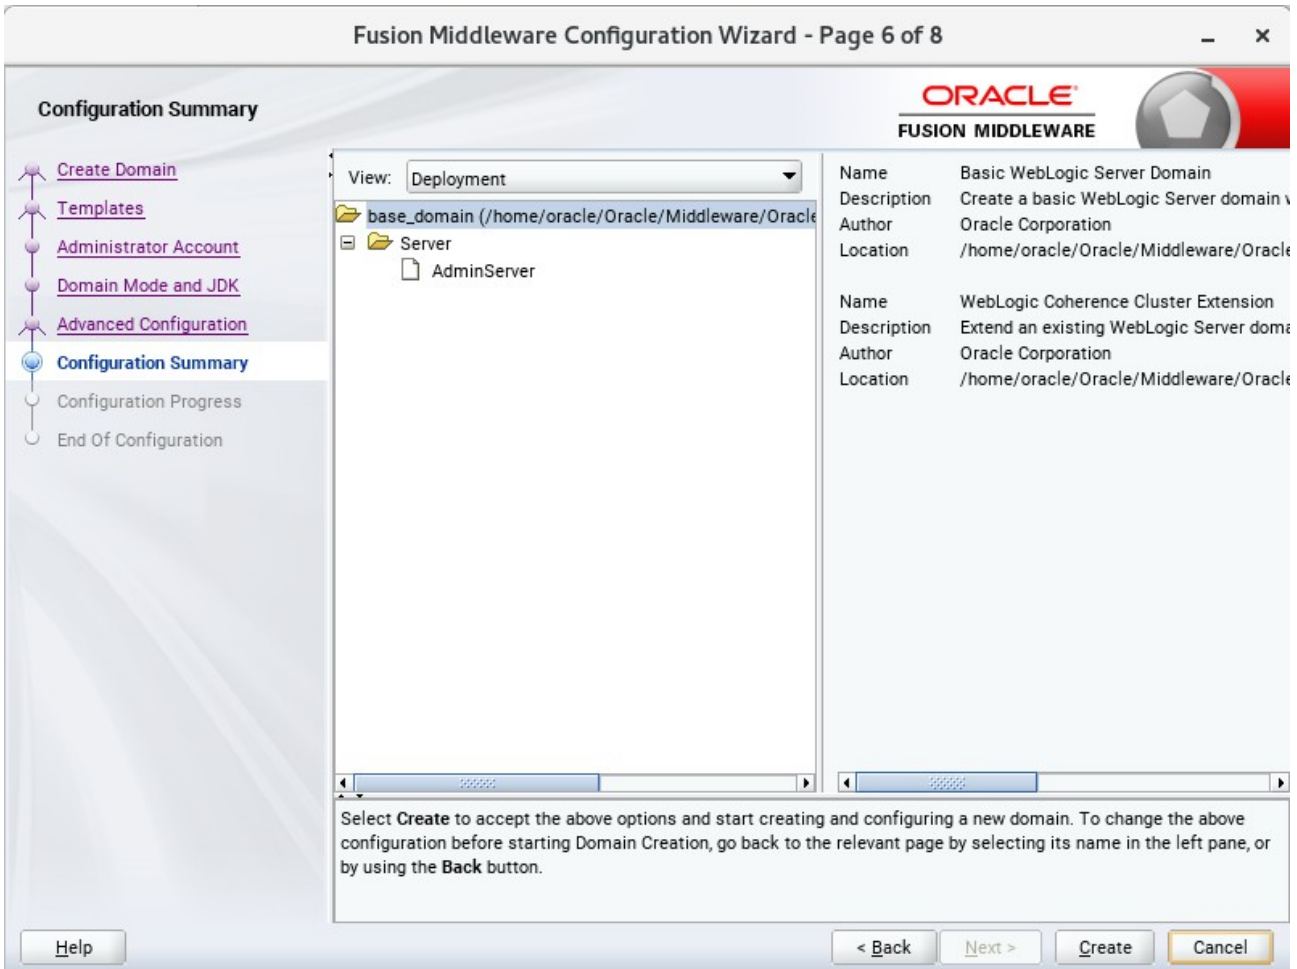 Fusion Middleware Configuration Wizard - Page 6 of 8
Configuration Summary
ORACLE
FUSION MIDDLEWARE
Create Domain
Templates
Administrator Account
Domain Mode and JDK
Advanced Configuration
Configuration Summary
Configuration Progress
End Of Configuration
View: Deployment
base_domain (/home/oracle/Oracle/Middleware/Oracle
Server
AdminServer
Name Basic WebLogic Server Domain
Description Create a basic WebLogic Server domain
Author Oracle Corporation
Location /home/oracle/Oracle/Middleware/Oracle
Name WebLogic Coherence Cluster Extension
Description Extend an existing WebLogic Server doma
Author Oracle Corporation
Location /home/oracle/Oracle/Middleware/Oracle
Select Create to accept the above options and start creating and configuring a new domain. To change the above
configuration before starting Domain Creation, go back to the relevant page by selecting its name in the left pane, or
by using the Back button.
Help
< Back
Next >
Create
Cancel